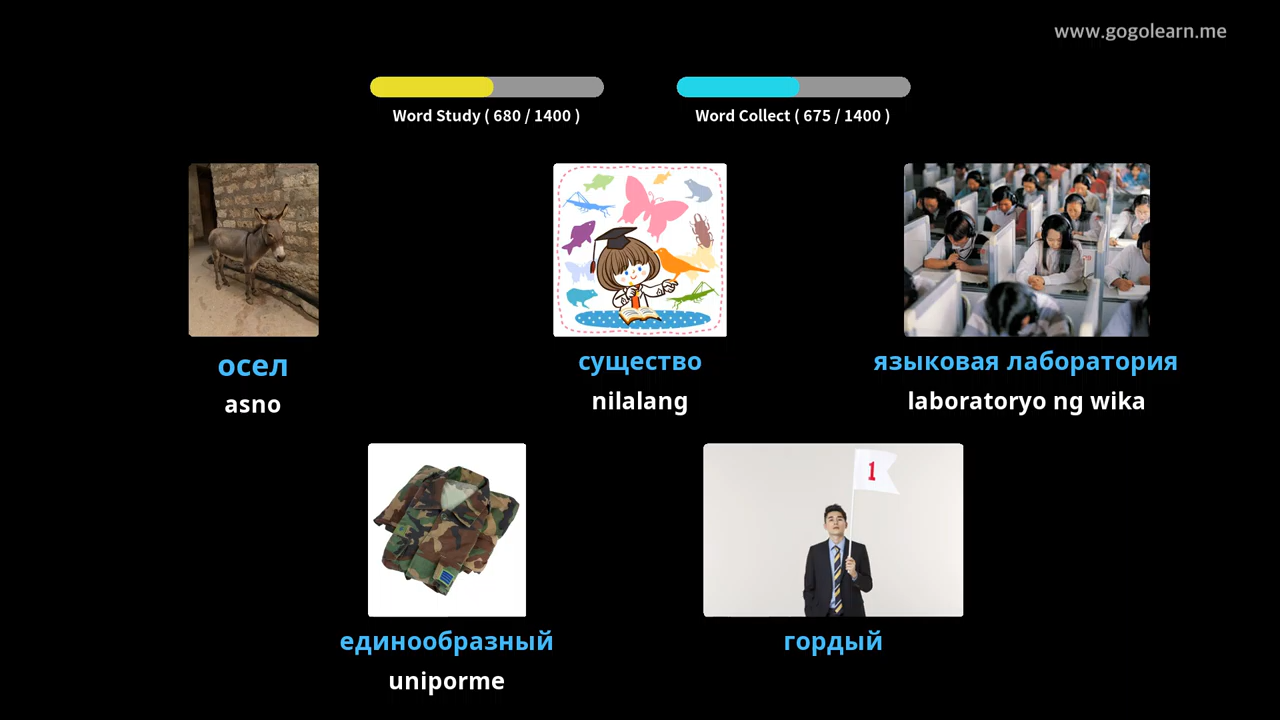 www.gogolearn.me
Word Study ( 680 / 1400 )
Word Collect ( 675 / 1400 )
осел
asno
существо
nilalang
языковая лаборатория
laboratoryo ng wika
1
единообразный
uniporme
гордый